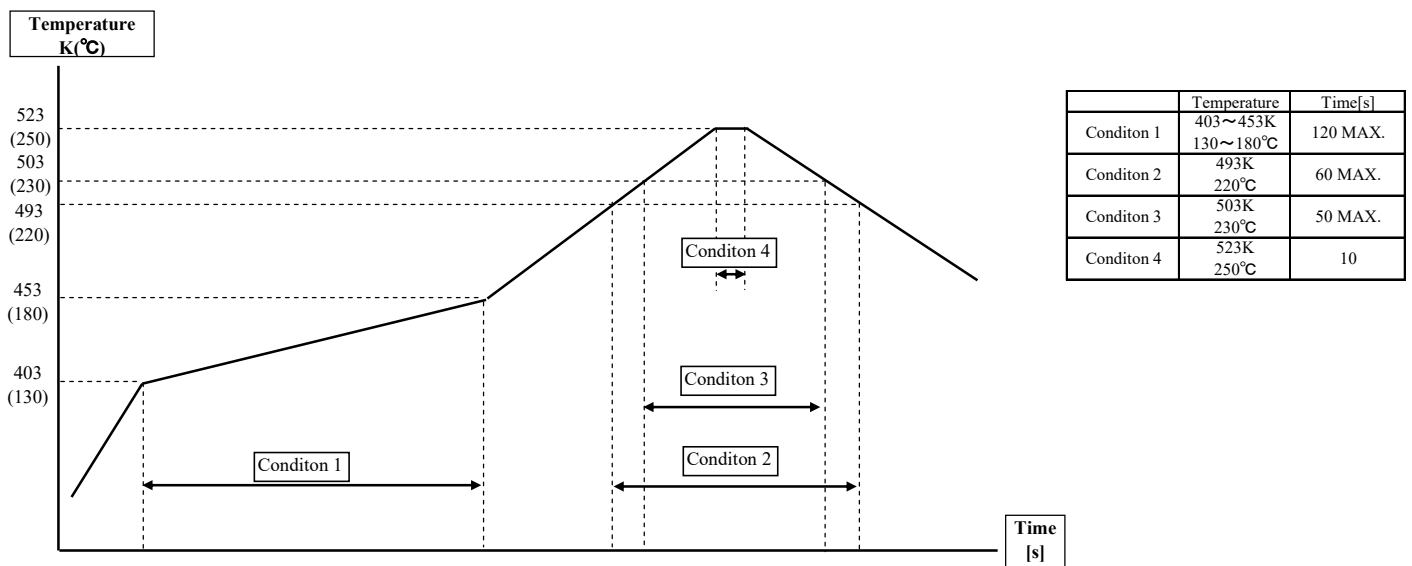 Temperature
K(℃)
523
(250)
503
(230)
493
(220)
453
(180)
403
(130)
Conditon 4
Conditon 3
Conditon 1
Conditon 2
Time
[s]
Temperature Time[s]
Conditon 1 403～453K 130～180℃ 120 MAX.
Conditon 2 493K 220℃ 60 MAX.
Conditon 3 503K 230℃ 50 MAX.
Conditon 4 523K 250℃ 10